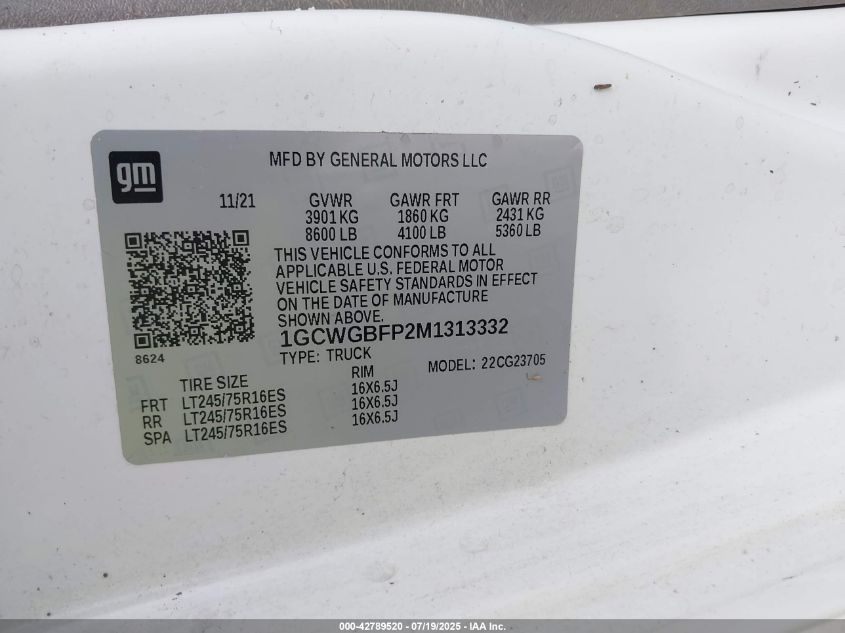 gm
MFD BY GENERAL MOTORS LLC
11/21 GVWR GAWR FRT GAWR RR
3901 KG 1860 KG 2431 KG
8600 LB 4100 LB 5360 LB
THIS VEHICLE CONFORMS TO ALL
APPLICABLE U.S. FEDERAL MOTOR
VEHICLE SAFETY STANDARDS IN EFFECT
ON THE DATE OF MANUFACTURE
SHOWN ABOVE.
1GCWGBFP2M1313332
8624
TYPE: TRUCK MODEL: 22CG23705
TIRE SIZE RIM
FRT LT245/75R16ES 16X6.5J
RR LT245/75R16ES 16X6.5J
SPA LT245/75R16ES 16X6.5J
000-42789520 - 07/19/2025 - IAA Inc.